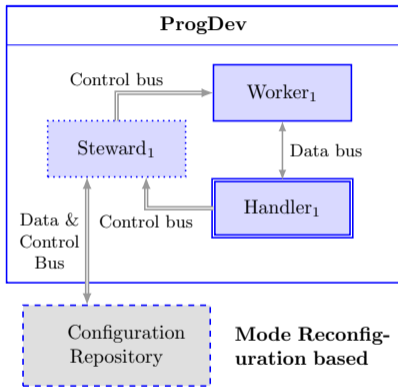 ProgDev
Control bus
Worker₁
Steward₁
Data bus
Handler₁
Control bus
Data &
Control
Bus
Configuration
Repository
Mode Reconfig-
uration based